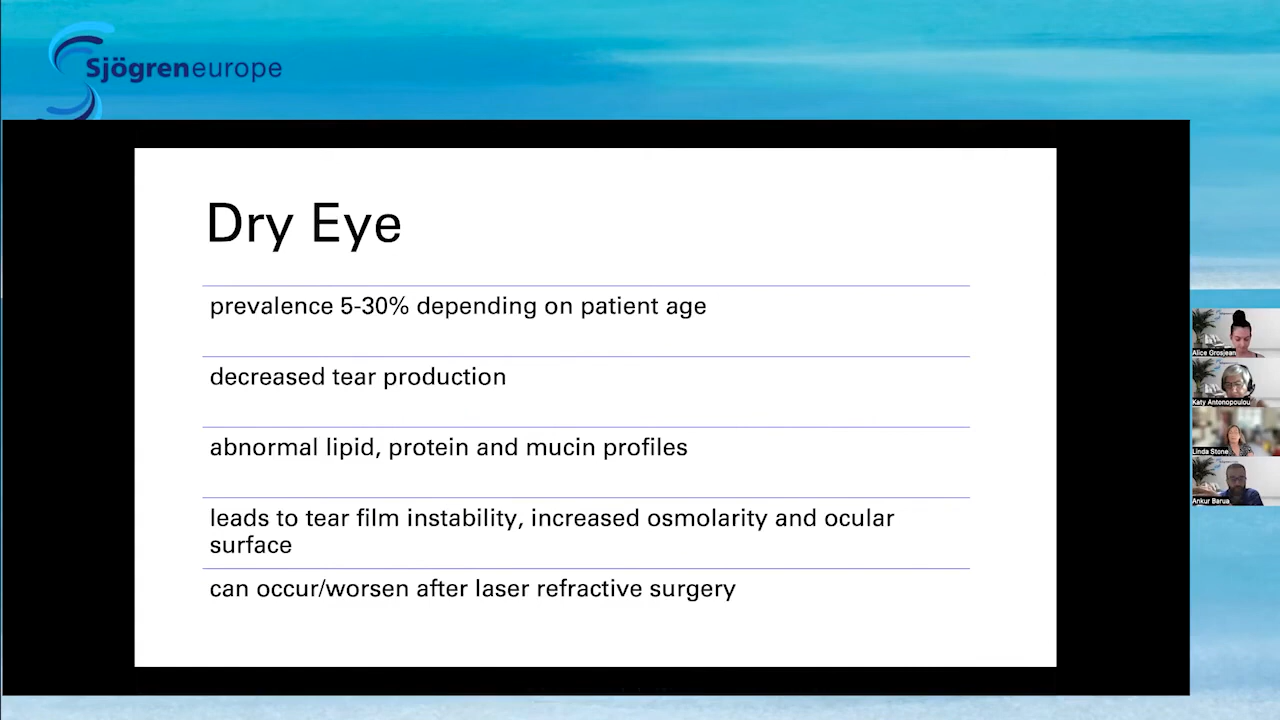 Sjögreneurope
Dry Eye
prevalence 5-30% depending on patient age
decreased tear production
abnormal lipid, protein and mucin profiles
leads to tear film instability, increased osmolarity and ocular
surface
can occur/worsen after laser refractive surgery
Alice Grosjean
Katy Antonopoulou
Linda Stone
Ankur Barua